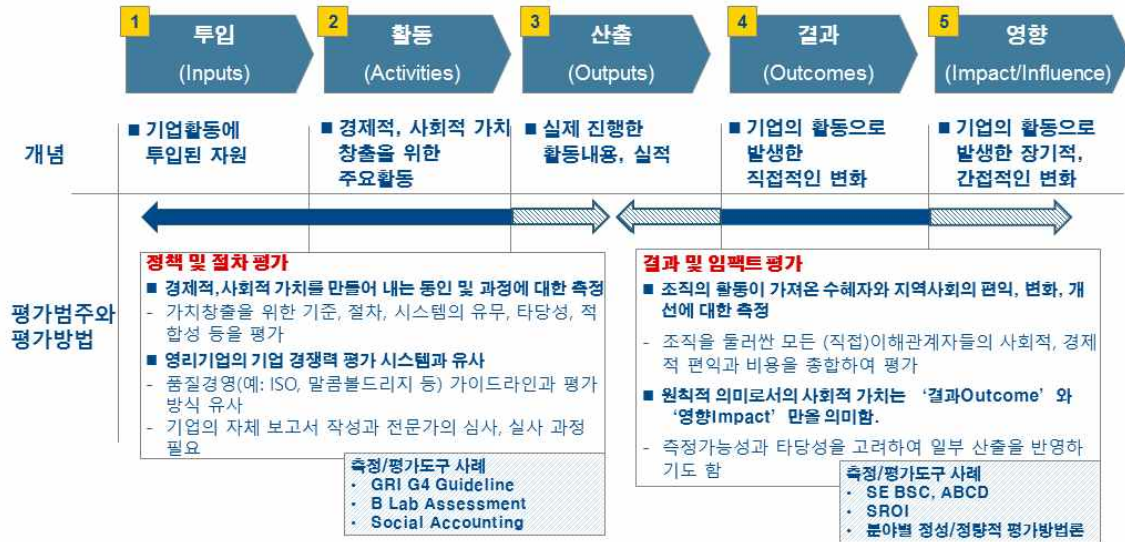 1
투입
(Inputs)
2
활동
(Activities)
3
산출
(Outputs)
4
결과
(Outcomes)
5
영향
(Impact/Influence)
개념
■ 기업활동에
투입된 자원
■ 경제적, 사회적 가치
창출을 위한
주요활동
■ 실제 진행한
활동내용, 실적
■ 기업의 활동으로
발생한
직접적인 변화
■ 기업의 활동으로
발생한 장기적,
간접적인 변화
평가범주와
평가방법
정책 및 절차 평가
■ 경제적,사회적 가치를 만들어 내는 동인 및 과정에 대한 측정
- 가치창출을 위한 기준, 절차, 시스템의 유무, 타당성, 적
합성 등을 평가
■ 영리기업의 기업 경쟁력 평가 시스템과 유사
- 품질경영(예: ISO, 말콤볼드리지 등) 가이드라인과 평가
방식 유사
- 기업의 자체 보고서 작성과 전문가의 심사, 실사 과정
필요
측정/평가도구 사례
• GRI G4 Guideline
• B Lab Assessment
• Social Accounting
결과 및 임팩트 평가
■ 조직의 활동이 가져온 수혜자와 지역사회의 편익, 변화, 개
선에 대한 측정
- 조직을 둘러싼 모든 (직접)이해관계자들의 사회적, 경제
적 편익과 비용을 종합하여 평가
■ 원칙적 의미로서의 사회적 가치는 ‘결과Outcome’와
‘영향Impact’ 만을 의미함.
- 측정가능성과 타당성을 고려하여 일부 산출을 반영하
기도 함
측정/평가도구 사례
• SE BSC, ABCD
• SROI
• 분야별 정성/정량적 평가방법론